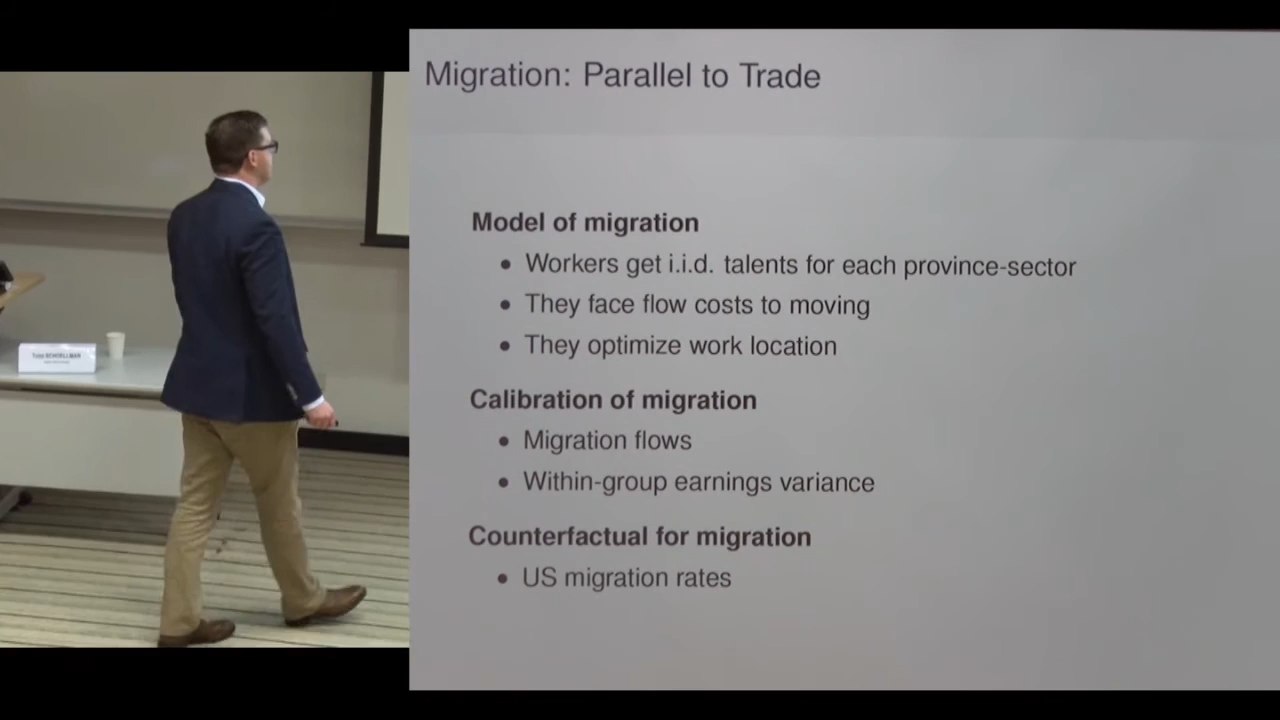 Migration: Parallel to Trade
Model of migration
• Workers get i.i.d. talents for each province-sector
• They face flow costs to moving
• They optimize work location
Calibration of migration
• Migration flows
• Within-group earnings variance
Counterfactual for migration
• US migration rates
Todd SCHOELLMAN